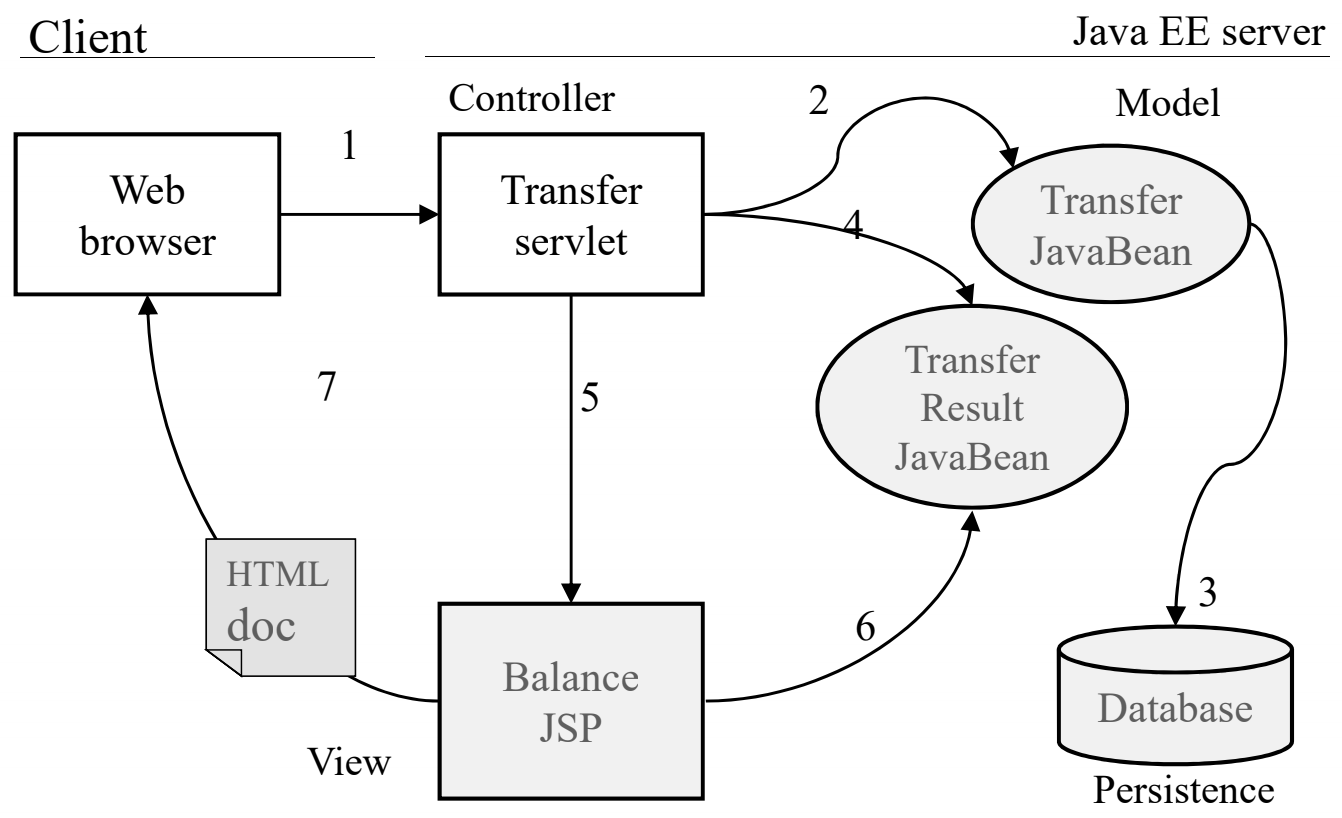 Client
Java EE server
Controller
2
Model
1
Web
browser
Transfer
servlet
4
Transfer
JavaBean
7
5
Transfer
Result
JavaBean
HTML
doc
6
3
Balance
JSP
Database
View
Persistence